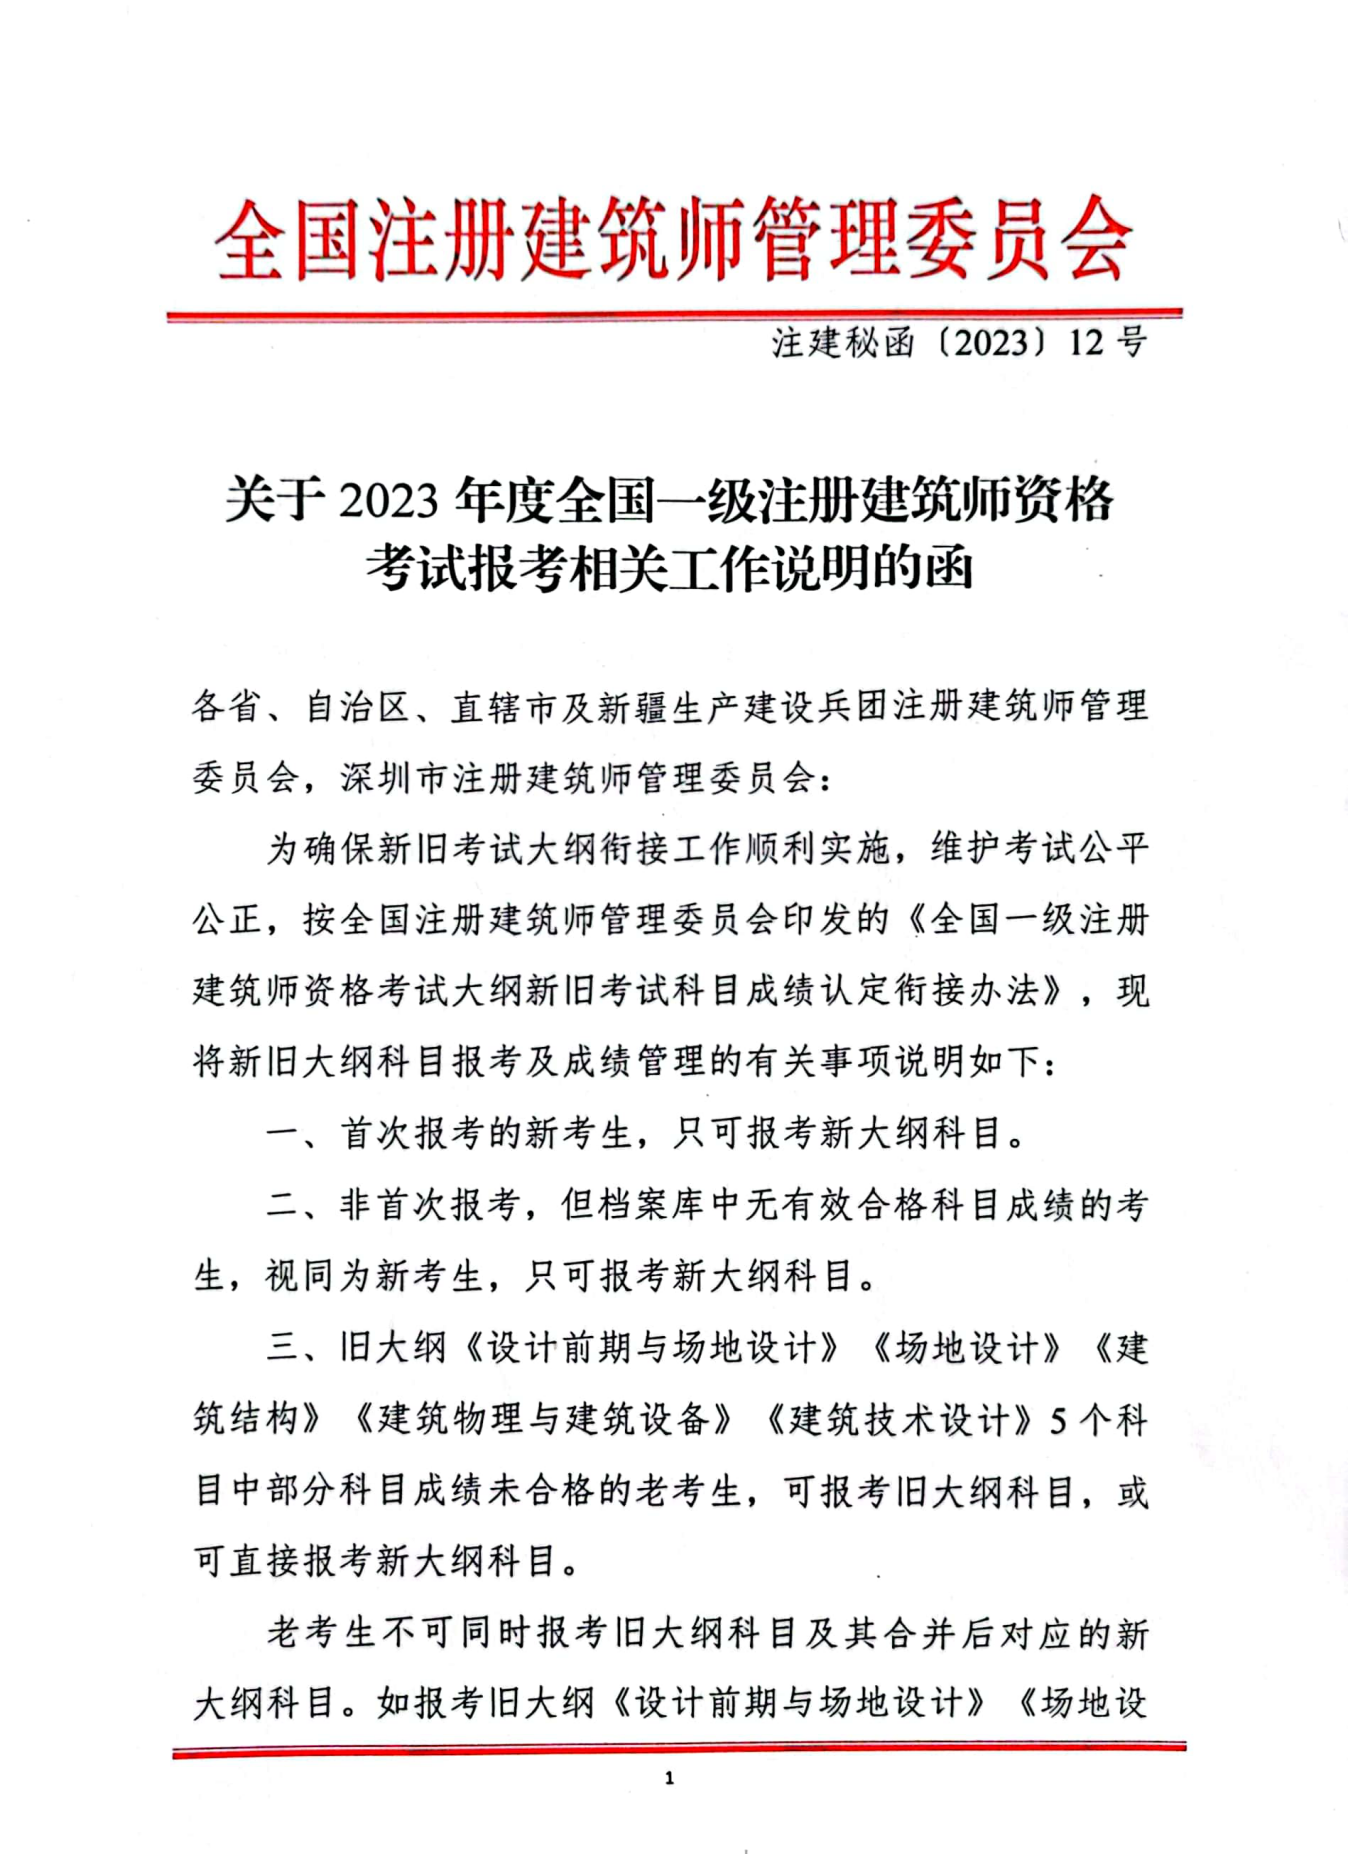 全国注册建筑师管理委员会
注建秘函〔2023〕12号
关于 2023 年度全国一级注册建筑师资格
考试报考相关工作说明的函
各省、自治区、直辖市及新疆生产建设兵团注册建筑师管理
委员会，深圳市注册建筑师管理委员会：
为确保新旧考试大纲衔接工作顺利实施，维护考试公平
公正，按全国注册建筑师管理委员会印发的《全国一级注册
建筑师资格考试大纲新旧考试科目成绩认定衔接办法》，现
将新旧大纲科目报考及成绩管理的有关事项说明如下：
一、首次报考的新考生，只可报考新大纲科目。
二、非首次报考，但档案库中无有效合格科目成绩的考
生，视同为新考生，只可报考新大纲科目。
三、旧大纲《设计前期与场地设计》《场地设计》《建
筑结构》《建筑物理与建筑设备》《建筑技术设计》5 个科
目中部分科目成绩未合格的老考生，可报考旧大纲科目，或
可直接报考新大纲科目。
老考生不可同时报考旧大纲科目及其合并后对应的新
大纲科目。如报考旧大纲《设计前期与场地设计》《场地设
1